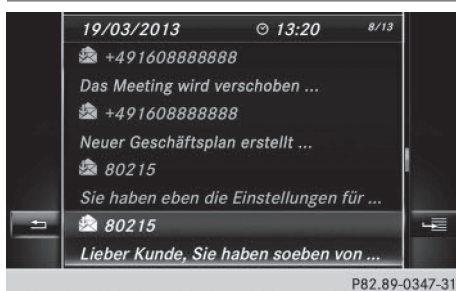 19/03/2013 13:20 8/13
+491608888888
Das Meeting wird verschoben ...
+491608888888
Neuer Geschäftsplan erstellt ...
80215
Sie haben eben die Einstellungen für ...
80215
Lieber Kunde, Sie haben soeben von ...
P82.89-0347-31